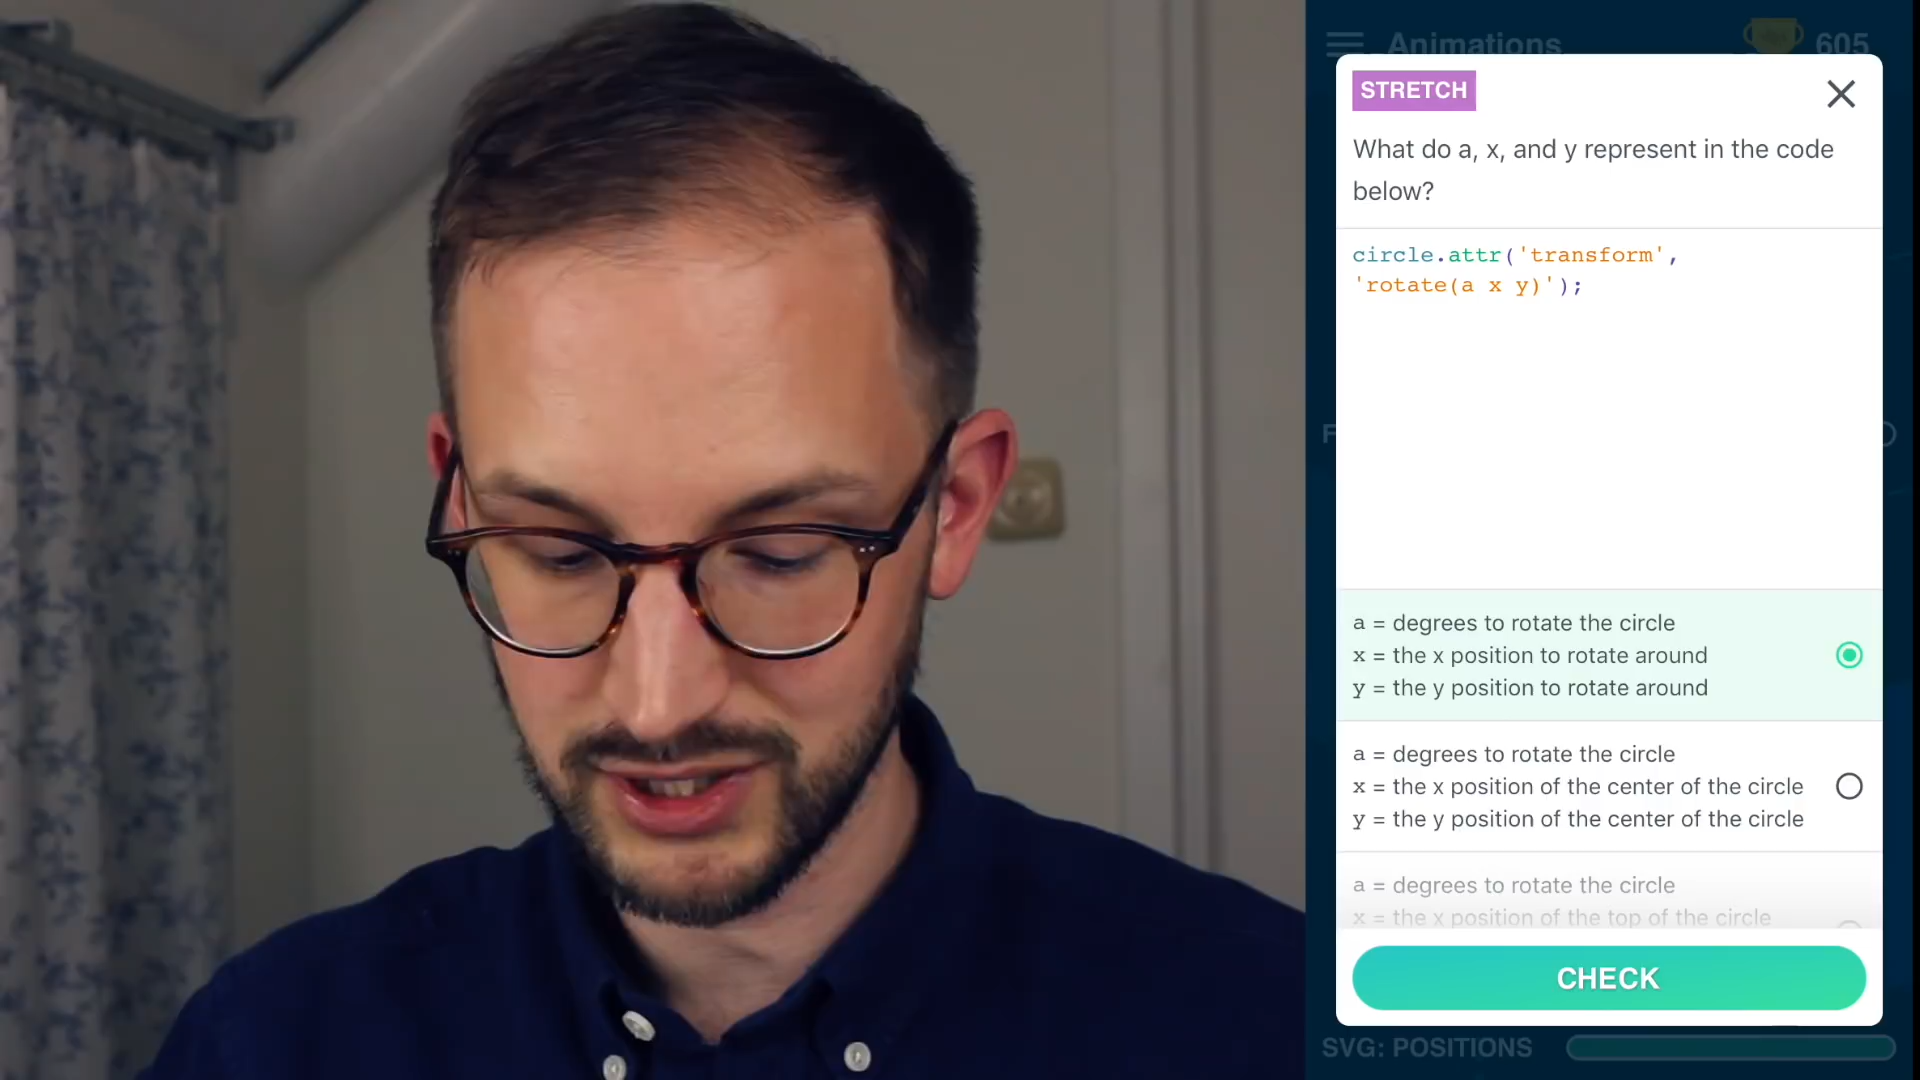 Animations
605
STRETCH
What do a, x, and y represent in the code
below?
circle.attr('transform',
'rotate(a x y)');
a = degrees to rotate the circle
x = the x position to rotate around
y = the y position to rotate around
a = degrees to rotate the circle
x = the x position of the center of the circle
y = the y position of the center of the circle
a = degrees to rotate the circle
x = the x position of the top of the circle
CHECK
SVG: POSITIONS